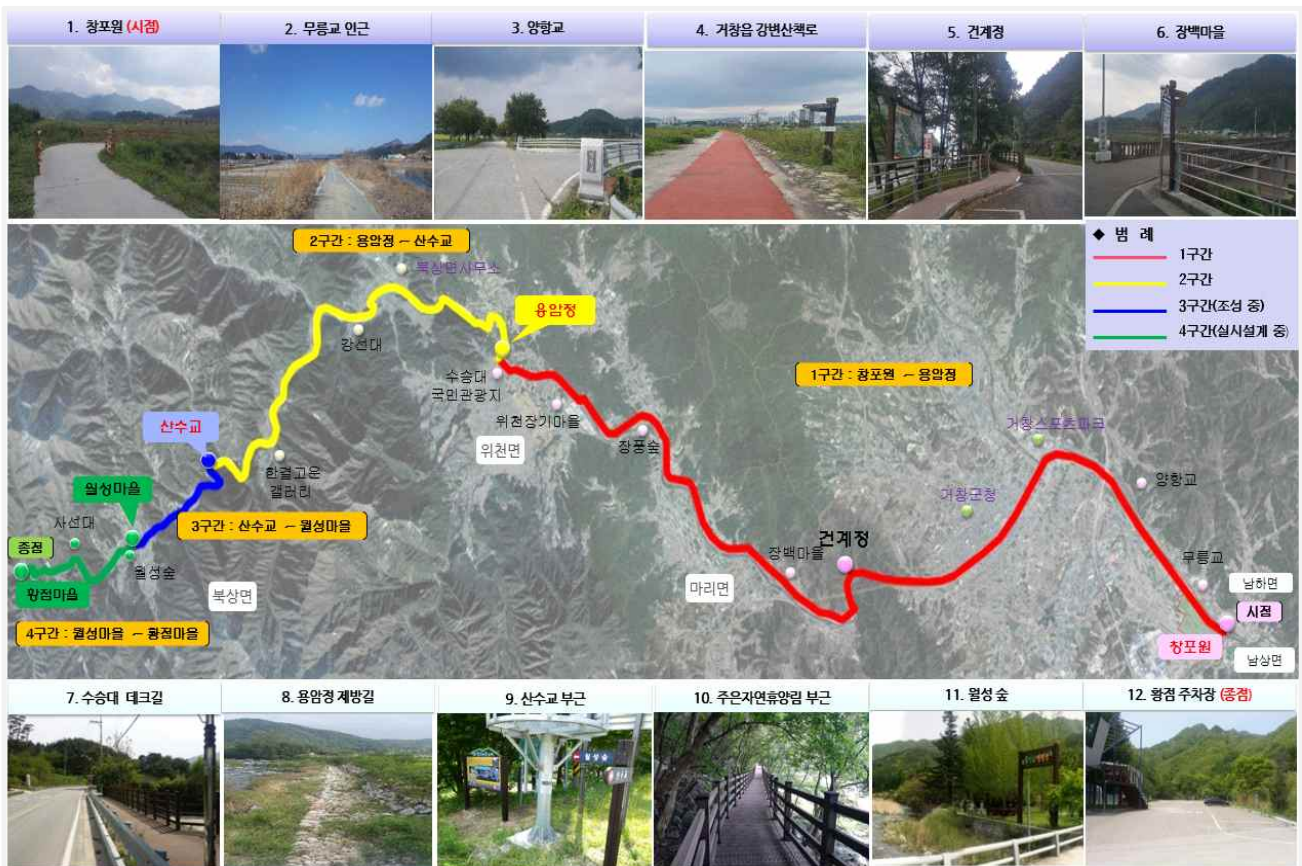 1. 창포원 (시점)
2. 무릉교 인근
3. 양항교
4. 거창읍 강변산책로
5. 건계정
6. 장백마을
◆ 범 례
1구간
2구간
3구간(조성 중)
4구간(실시설계 중)
2구간 : 용암정 ~ 산수교
북상면사무소
용암정
강선대
수승대
국민관광지
1구간 : 창포원 ~ 용암정
위천장기마을
산수교
위천면
장풍숲
거창스포츠파크
한결고운
갤러리
양항교
월성마을
거창군청
3구간 : 산수교 ~ 월성마을
사선대
건계정
종점
월성숲
장백마을
무릉교
황점마을
북상면
마리면
남하면
시점
4구간 : 월성마을 ~ 황점마을
창포원
남상면
7. 수승대 데크길
8. 용암정 제방길
9. 산수교 부근
10. 주은자연휴양림 부근
11. 월성 숲
12. 황점 주차장 (종점)